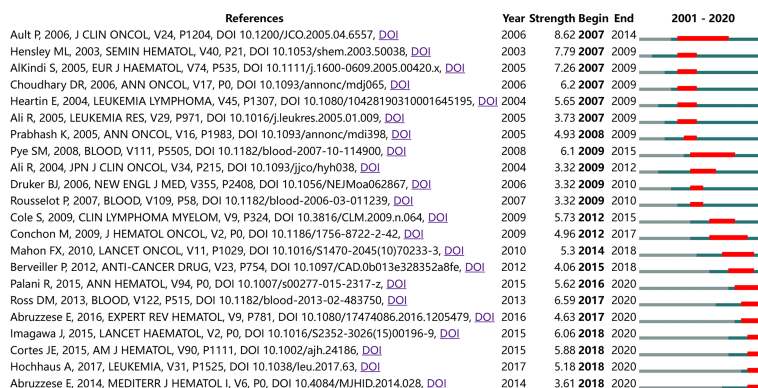 References Year Strength Begin End 2001 - 2020
Ault P, 2006, J CLIN ONCOL, V24, P1204, DOI 10.1200/JCO.2005.04.6557, DOI 2006 8.62 2007 2014
Hensley ML, 2003, SEMIN HEMATOL, V40, P21, DOI 10.1053/shem.2003.50038, DOI 2003 7.79 2007 2009
AlKindi S, 2005, EUR J HAEMATOL, V74, P535, DOI 10.1111/j.1600-0609.2005.00420.x, DOI 2005 7.26 2007 2009
Choudhary DR, 2006, ANN ONCOL, V17, P0, DOI 10.1093/annonc/mdj065, DOI 2006 6.2 2007 2009
Heartin E, 2004, LEUKEMIA LYMPHOMA, V45, P1307, DOI 10.1080/10428190310001645195, DOI 2004 5.65 2007 2009
Ali R, 2005, LEUKEMIA RES, V29, P971, DOI 10.1016/j.leukres.2005.01.009, DOI 2005 3.73 2007 2009
Prabhash K, 2005, ANN ONCOL, V16, P1983, DOI 10.1093/annonc/mdi398, DOI 2005 4.93 2008 2009
Pye SM, 2008, BLOOD, V111, P5505, DOI 10.1182/blood-2007-10-114900, DOI 2008 6.1 2009 2015
Ali R, 2004, JPN J CLIN ONCOL, V34, P215, DOI 10.1093/jjco/hyh038, DOI 2004 3.32 2009 2012
Druker BJ, 2006, NEW ENGL J MED, V355, P2408, DOI 10.1056/NEJMoa062867, DOI 2006 3.32 2009 2010
Rousselot P, 2007, BLOOD, V109, P58, DOI 10.1182/blood-2006-03-011239, DOI 2007 3.32 2009 2010
Cole S, 2009, CLIN LYMPHOMA MYELOM, V9, P324, DOI 10.3816/CLM.2009.n.064, DOI 2009 5.73 2012 2015
Conchon M, 2009, J HEMATOL ONCOL, V2, P0, DOI 10.1186/1756-8722-2-42, DOI 2009 4.96 2012 2017
Mahon FX, 2010, LANCET ONCOL, V11, P1029, DOI 10.1016/S1470-2045(10)70233-3, DOI 2010 5.3 2014 2018
Berveiller P, 2012, ANTI-CANCER DRUG, V23, P754, DOI 10.1097/CAD.0b013e328352a8fe, DOI 2012 4.06 2015 2018
Palani R, 2015, ANN HEMATOL, V94, P0, DOI 10.1007/s00277-015-2317-z, DOI 2015 5.62 2016 2020
Ross DM, 2013, BLOOD, V122, P515, DOI 10.1182/blood-2013-02-483750, DOI 2013 6.59 2017 2020
Abruzzese E, 2016, EXPERT REV HEMATOL, V9, P781, DOI 10.1080/17474086.2016.1205479, DOI 2016 4.63 2017 2020
Imagawa J, 2015, LANCET HAEMATOL, V2, P0, DOI 10.1016/S2352-3026(15)00196-9, DOI 2015 6.06 2018 2020
Cortes JE, 2015, AM J HEMATOL, V90, P1111, DOI 10.1002/ajh.24186, DOI 2015 5.88 2018 2020
Hochhaus A, 2017, LEUKEMIA, V31, P1525, DOI 10.1038/leu.2017.63, DOI 2017 5.18 2018 2020
Abruzzese E, 2014, MEDITERR J HEMATOL I, V6, P0, DOI 10.4084/MJHID.2014.028, DOI 2014 3.61 2018 2020